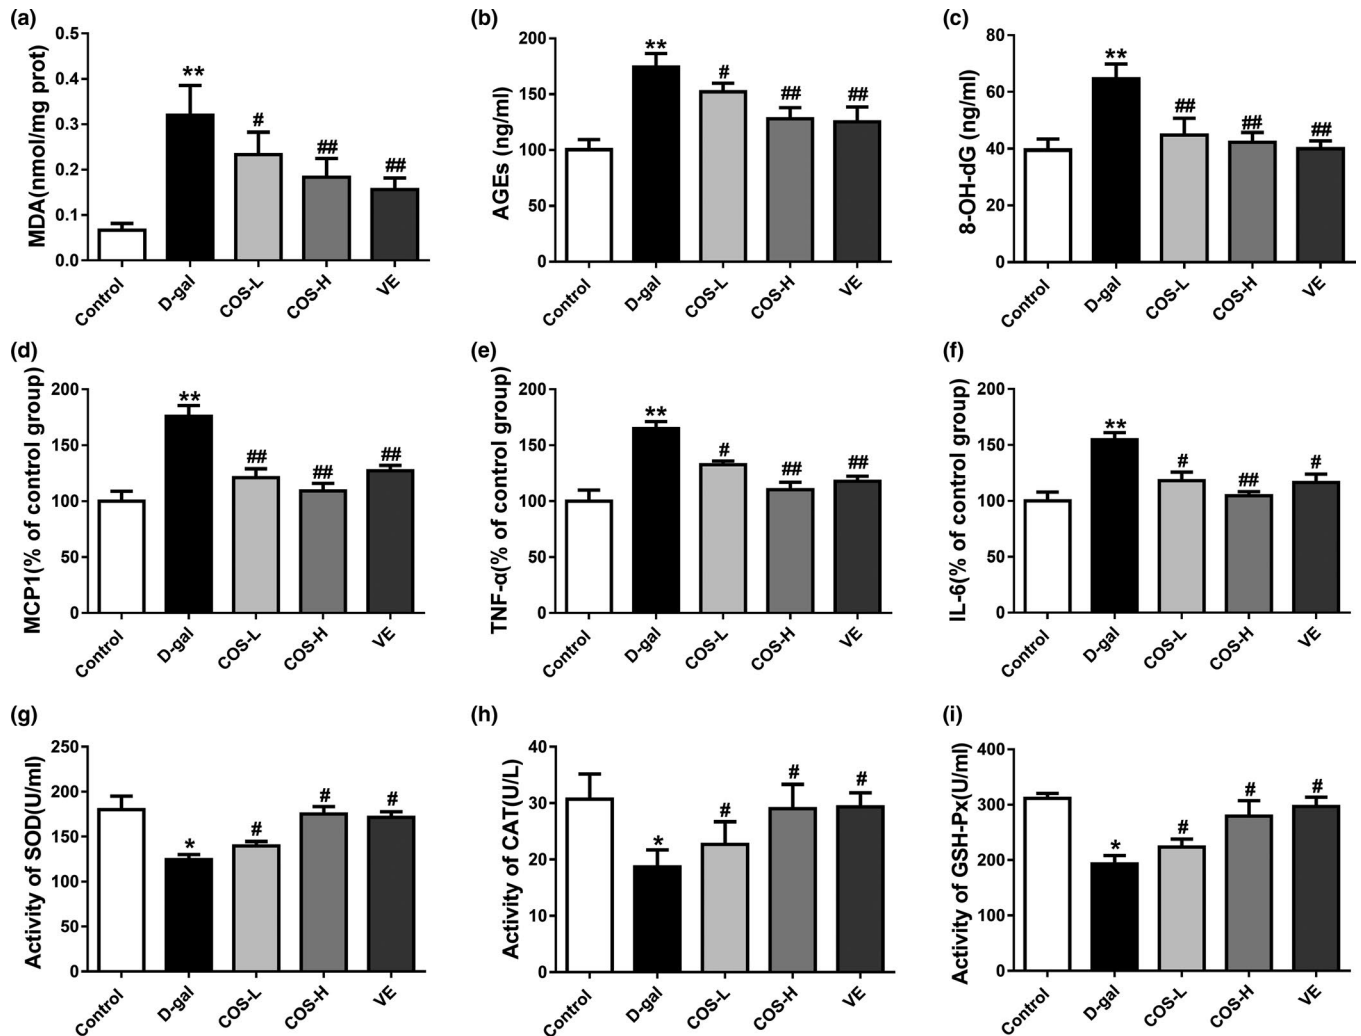 (a)
MDA(nmol/mg prot)
0.5
0.4
0.3
0.2
0.1
0.0
**
#
##
##
Control
D-gal
COS-L
COS-H
VE
(b)
AGEs (ng/ml)
200
150
100
50
0
**
#
##
##
Control
D-gal
COS-L
COS-H
VE
(c)
8-OH-dG (ng/ml)
80
60
40
20
0
**
##
##
##
Control
D-gal
COS-L
COS-H
VE
(d)
MCP1(% of control group)
200
150
100
50
0
**
##
##
##
Control
D-gal
COS-L
COS-H
VE
(e)
TNF-α(% of control group)
200
150
100
50
0
**
#
##
##
Control
D-gal
COS-L
COS-H
VE
(f)
IL-6(% of control group)
200
150
100
50
0
**
#
##
#
Control
D-gal
COS-L
COS-H
VE
(g)
Activity of SOD(U/ml)
250
200
150
100
50
0
*
#
#
#
Control
D-gal
COS-L
COS-H
VE
(h)
Activity of CAT(U/L)
40
30
20
10
0
*
#
#
#
Control
D-gal
COS-L
COS-H
VE
(i)
Activity of GSH-Px(U/ml)
400
300
200
100
0
*
#
#
#
Control
D-gal
COS-L
COS-H
VE